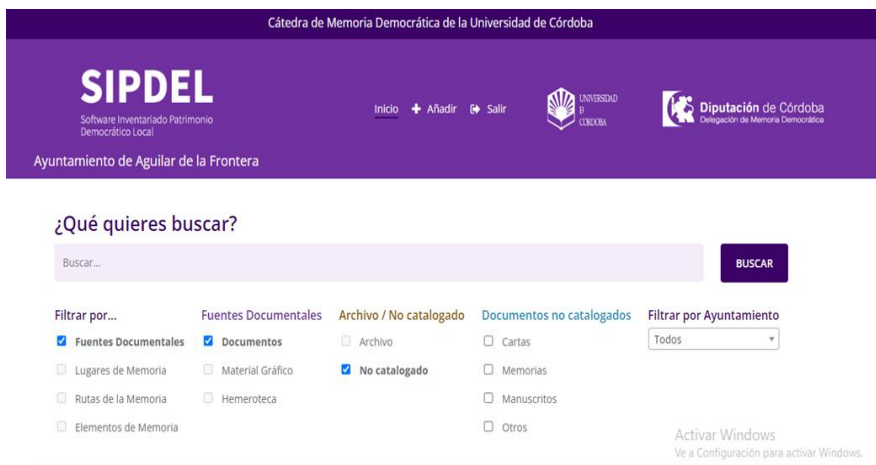 Cátedra de Memoria Democrática de la Universidad de Córdoba
SIPDEL
Software Inventariado Patrimonio
Democrático Local
Inicio
Añadir
Salir
UNIVERSIDAD
D
CORDOBA
Diputación de Córdoba
Delegación de Memoria Democrática
Ayuntamiento de Aguilar de la Frontera
¿Qué quieres buscar?
Buscar...
BUSCAR
Filtrar por...
Fuentes Documentales
Lugares de Memoria
Rutas de la Memoria
Elementos de Memoria
Fuentes Documentales
Documentos
Material Gráfico
Hemeroteca
Archivo / No catalogado
Archivo
No catalogado
Documentos no catalogados
Cartas
Memorias
Manuscritos
Otros
Filtrar por Ayuntamiento
Todos
Activar Windows
Ve a Configuración para activar Windows.